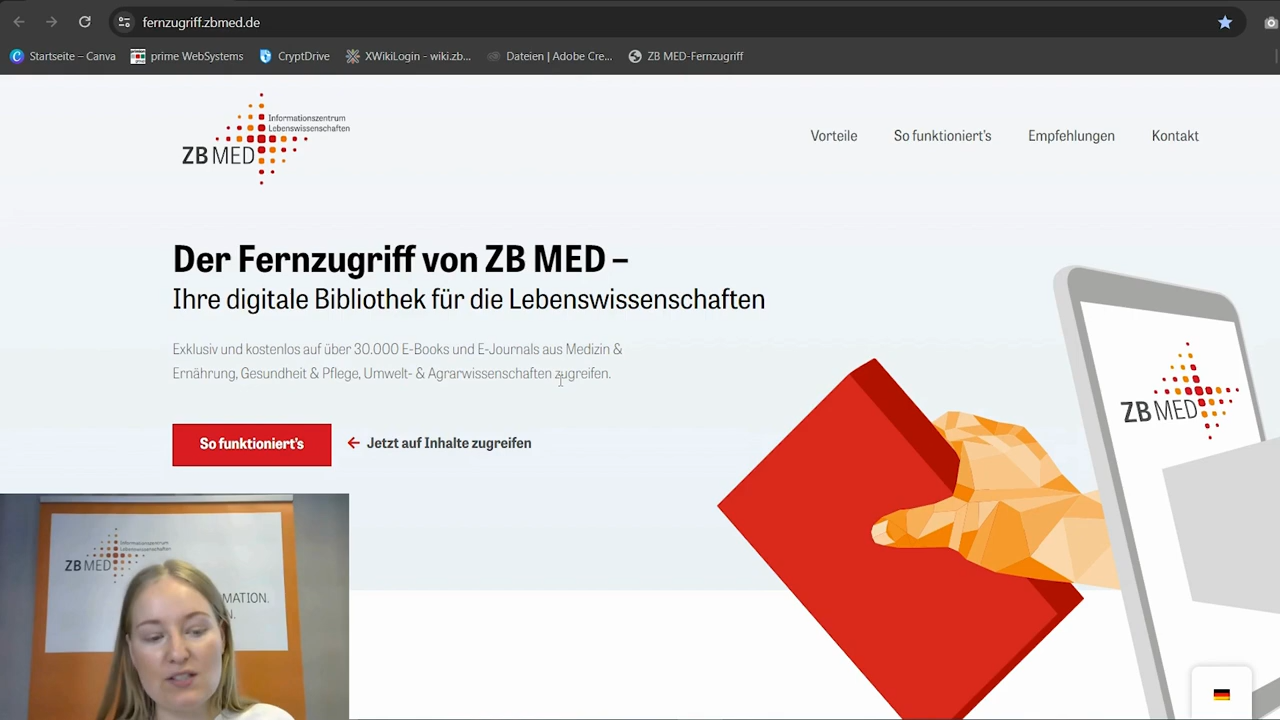 fernzugriff.zbmed.de
Startseite – Canva
prime WebSystems
CryptDrive
XWikiLogin - wiki.zb...
Dateien | Adobe Cre...
ZB MED-Fernzugriff
Informationszentrum
Lebenswissenschaften
ZB MED
Vorteile
So funktioniert's
Empfehlungen
Kontakt
Der Fernzugriff von ZB MED –
Ihre digitale Bibliothek für die Lebenswissenschaften
Exklusiv und kostenlos auf über 30.000 E-Books und E-Journals aus Medizin &
Ernährung, Gesundheit & Pflege, Umwelt- & Agrarwissenschaften zugreifen.
So funktioniert's
← Jetzt auf Inhalte zugreifen
ZB MED
Informationszentrum
Lebenswissenschaften
ZB MED
MATION.
N.